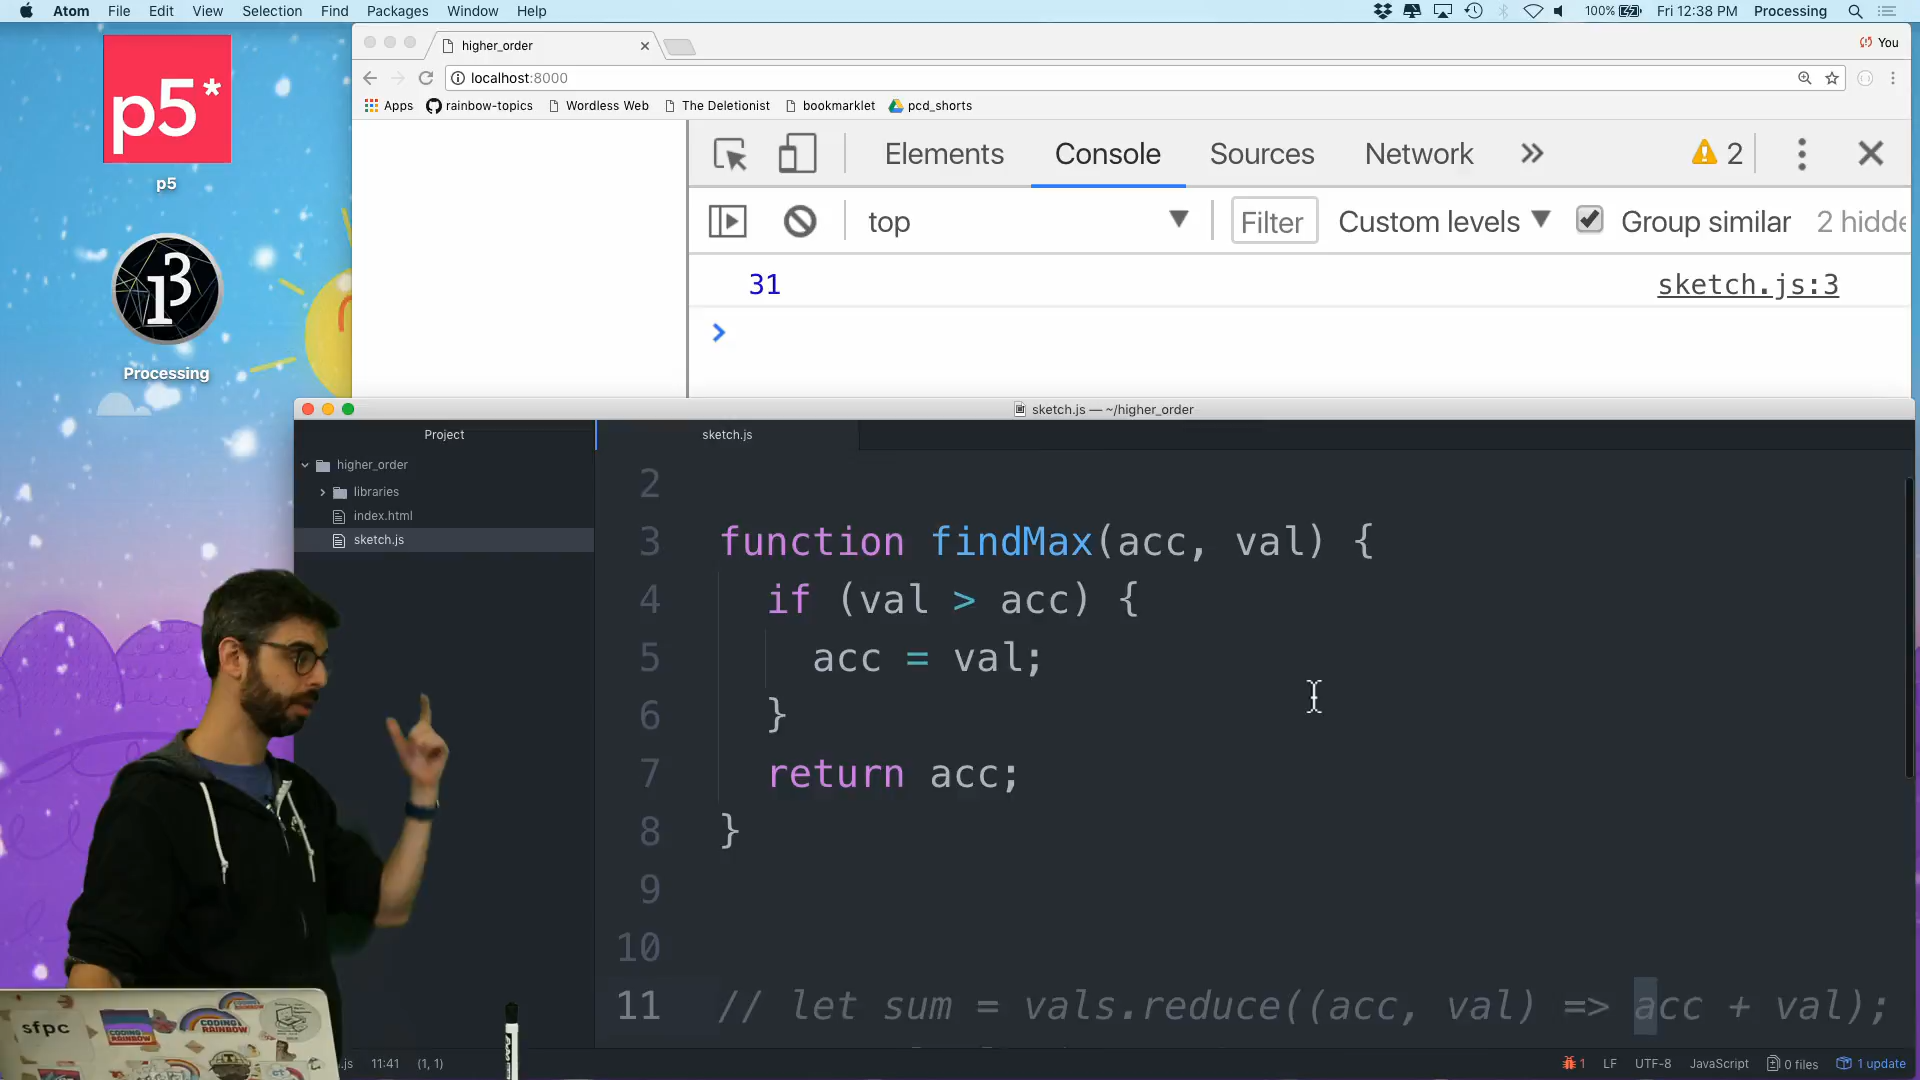 Atom File Edit View Selection Find Packages Window Help
100% Fri 12:38 PM Processing
p5*
p5
Processing
higher_order
You
localhost:8000
Apps rainbow-topics Wordless Web The Deletionist bookmarklet pcd_shorts
Elements Console Sources Network 2
top Filter Custom levels Group similar 2 hidde
31 sketch.js:3
sketch.js — ~/higher_order
Project
sketch.js
higher_order
libraries
index.html
sketch.js
2
3 function findMax(acc, val) {
4 if (val > acc) {
5 acc = val;
6 }
7 return acc;
8 }
9
10
11 // let sum = vals.reduce((acc, val) => acc + val);
.js 11:41 (1, 1)
1 LF UTF-8 JavaScript 0 files 1 update
sfpc
CODING RAINBOW